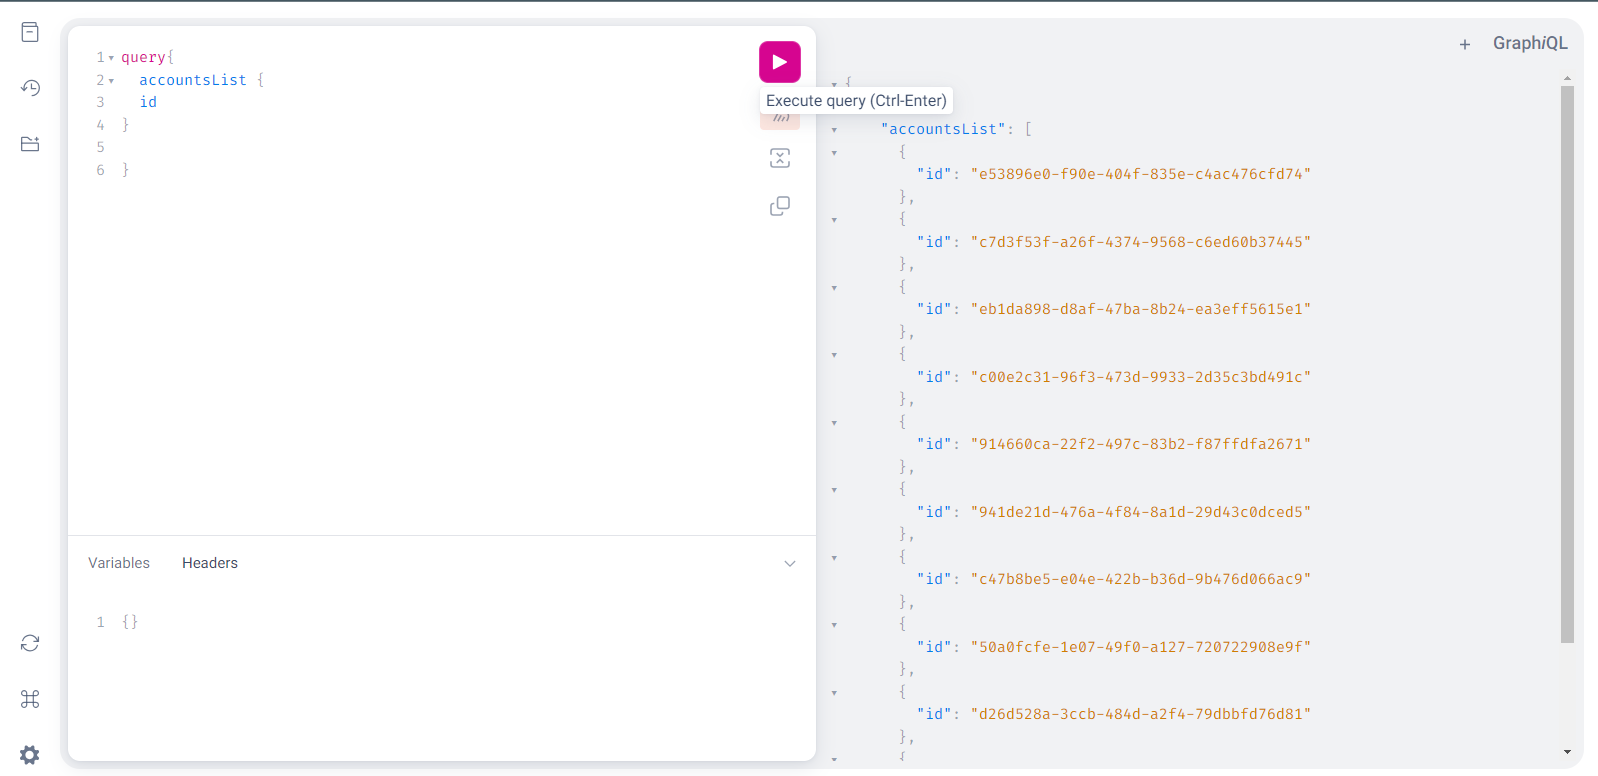 1 query{
2 accountsList {
3 id
4 }
5
6 }
Execute query (Ctrl-Enter)
Variables Headers
1 {}
+ GraphiQL
{
"accountsList": [
{
"id": "e53896e0-f90e-404f-835e-c4ac476cfd74"
},
{
"id": "c7d3f53f-a26f-4374-9568-c6ed60b37445"
},
{
"id": "eb1da898-d8af-47ba-8b24-ea3eff5615e1"
},
{
"id": "c00e2c31-96f3-473d-9933-2d35c3bd491c"
},
{
"id": "914660ca-22f2-497c-83b2-f87ffdfa2671"
},
{
"id": "941de21d-476a-4f84-8a1d-29d43c0dced5"
},
{
"id": "c47b8be5-e04e-422b-b36d-9b476d066ac9"
},
{
"id": "50a0fcfe-1e07-49f0-a127-720722908e9f"
},
{
"id": "d26d528a-3ccb-484d-a2f4-79dbbfd76d81"
},
{